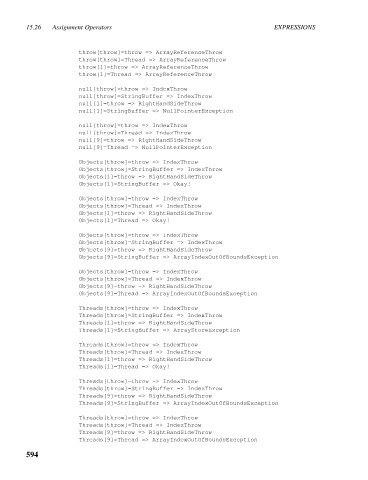 15.26 Assignment Operators EXPRESSIONS
throw[throw]=throw => ArrayReferenceThrow
throw[throw]=Thread => ArrayReferenceThrow
throw[1]=throw => ArrayReferenceThrow
throw[1]=Thread => ArrayReferenceThrow
null[throw]=throw => IndexThrow
null[throw]=StringBuffer => IndexThrow
null[1]=throw => RightHandSideThrow
null[1]=StringBuffer => NullPointerException
null[throw]=throw => IndexThrow
null[throw]=Thread => IndexThrow
null[9]=throw => RightHandSideThrow
null[9]=Thread => NullPointerException
Objects[throw]=throw => IndexThrow
Objects[throw]=StringBuffer => IndexThrow
Objects[1]=throw => RightHandSideThrow
Objects[1]=StringBuffer => Okay!
Objects[throw]=throw => IndexThrow
Objects[throw]=Thread => IndexThrow
Objects[1]=throw => RightHandSideThrow
Objects[1]=Thread => Okay!
Objects[throw]=throw => IndexThrow
Objects[throw]=StringBuffer => IndexThrow
Objects[9]=throw => RightHandSideThrow
Objects[9]=StringBuffer => ArrayIndexOutOfBoundsException
Objects[throw]=throw => IndexThrow
Objects[throw]=Thread => IndexThrow
Objects[9]=throw => RightHandSideThrow
Objects[9]=Thread => ArrayIndexOutOfBoundsException
Threads[throw]=throw => IndexThrow
Threads[throw]=StringBuffer => IndexThrow
Threads[1]=throw => RightHandSideThrow
Threads[1]=StringBuffer => ArrayStoreException
Threads[throw]=throw => IndexThrow
Threads[throw]=Thread => IndexThrow
Threads[1]=throw => RightHandSideThrow
Threads[1]=Thread => Okay!
Threads[throw]=throw => IndexThrow
Threads[throw]=StringBuffer => IndexThrow
Threads[9]=throw => RightHandSideThrow
Threads[9]=StringBuffer => ArrayIndexOutOfBoundsException
Threads[throw]=throw => IndexThrow
Threads[throw]=Thread => IndexThrow
Threads[9]=throw => RightHandSideThrow
Threads[9]=Thread => ArrayIndexOutOfBoundsException
594